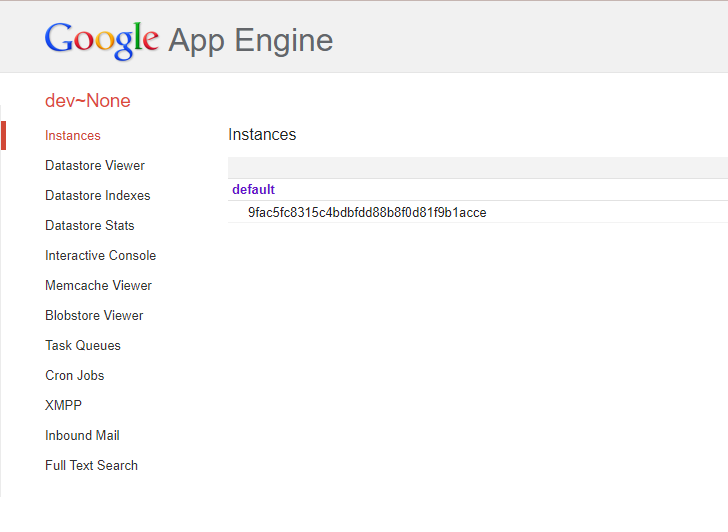 Google App Engine
dev~None
Instances
Datastore Viewer
Datastore Indexes
Datastore Stats
Interactive Console
Memcache Viewer
Blobstore Viewer
Task Queues
Cron Jobs
XMPP
Inbound Mail
Full Text Search
Instances
default
9fac5fc8315c4bdbfdd88b8f0d81f9b1acce